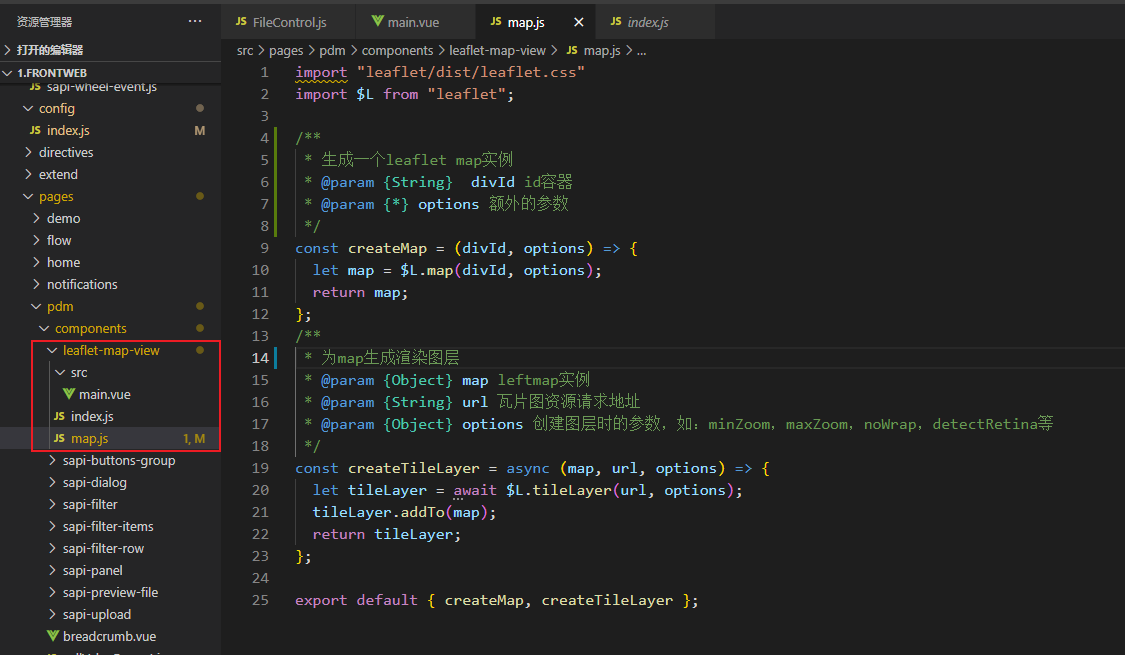 资源管理器 ···
打开的编辑器
1.FRONTWEB
JS sapi-wheel-event.js
config
JS index.js M
directives
extend
pages
demo
flow
home
notifications
pdm
components
leaflet-map-view
src
main.vue
JS index.js
JS map.js 1, M
sapi-buttons-group
sapi-dialog
sapi-filter
sapi-filter-items
sapi-filter-row
sapi-panel
sapi-preview-file
sapi-upload
breadcrumb.vue
JS FileControl.js
main.vue
JS map.js
JS index.js
src > pages > pdm > components > leaflet-map-view > JS map.js > ...
1 import "leaflet/dist/leaflet.css"
2 import $L from "leaflet";
3
4 /**
5 * 生成一个leaflet map实例
6 * @param {String}  divId id容器
7 * @param {*} options 额外的参数
8 */
9 const createMap = (divId, options) => {
10 let map = $L.map(divId, options);
11 return map;
12 };
13 /**
14 * 为map生成渲染图层
15 * @param {Object} map leftmap实例
16 * @param {String} url 瓦片图资源请求地址
17 * @param {Object} options 创建图层时的参数，如：minZoom，maxZoom，noWrap，detectRetina等
18 */
19 const createTileLayer = async (map, url, options) => {
20 let tileLayer = await $L.tileLayer(url, options);
21 tileLayer.addTo(map);
22 return tileLayer;
23 };
24
25 export default { createMap, createTileLayer };